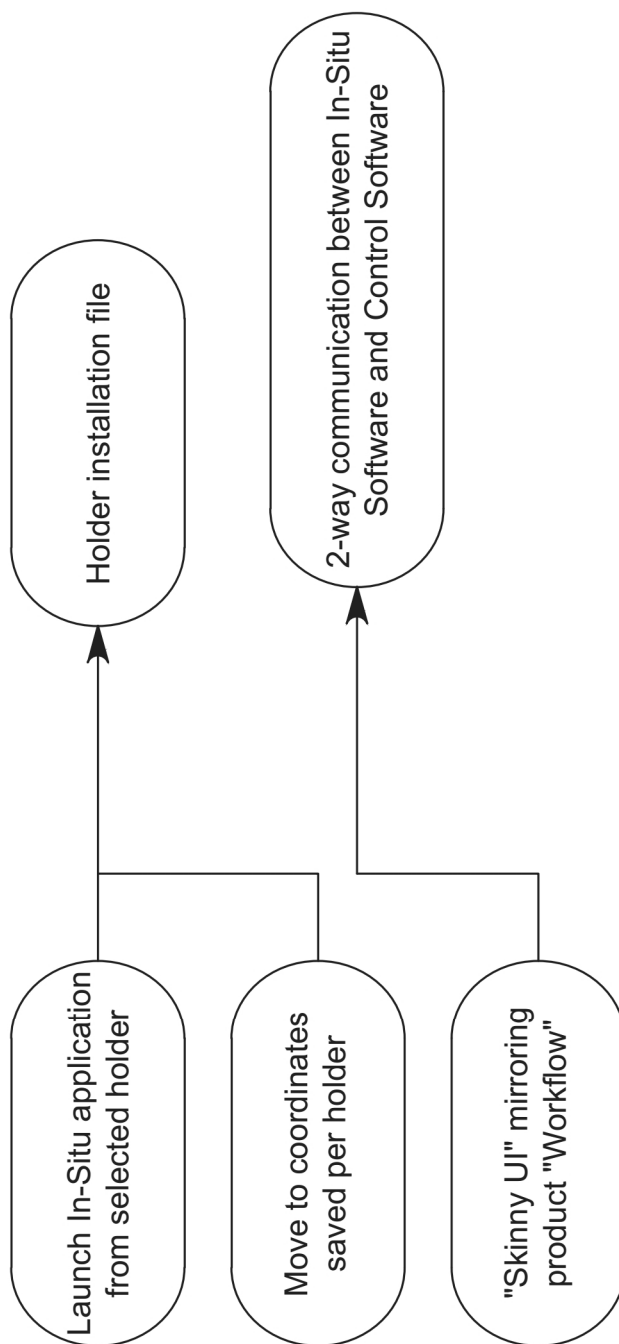 Launch In-Situ application
from selected holder
Holder installation file
Move to coordinates
saved per holder
"Skinny UI" mirroring
product "Workflow"
2-way communication between In-Situ
Software and Control Software